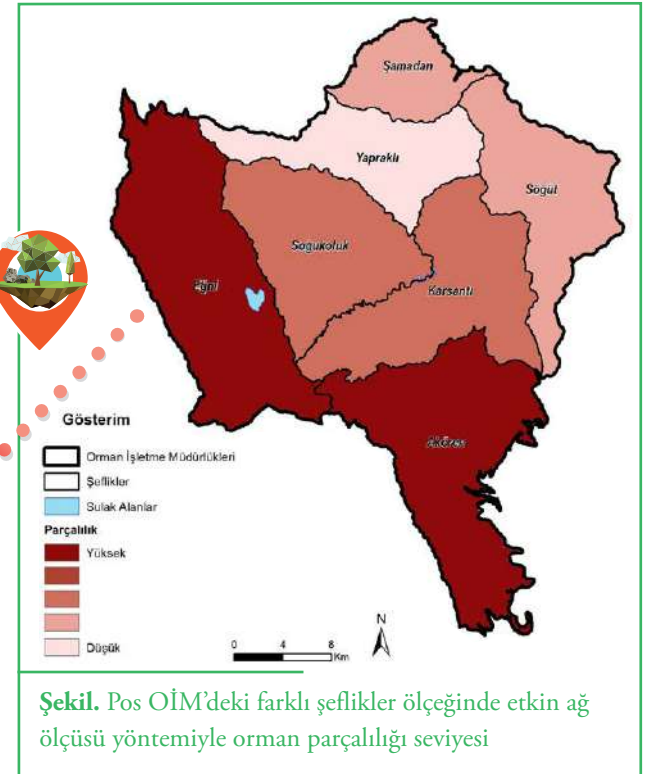 Şamadan
Yapraklı
Söğüt
Soğukoluk
Eğni
Karsantı
Akören
Gösterim
Orman İşletme Müdürlükleri
Şeflikler
Sulak Alanlar
Parçalılık
Yüksek
Düşük
0 4 8
Km
N
Şekil. Pos OİM’deki farklı şeflikler ölçeğinde etkin ağ
ölçüsü yöntemiyle orman parçalılığı seviyesi